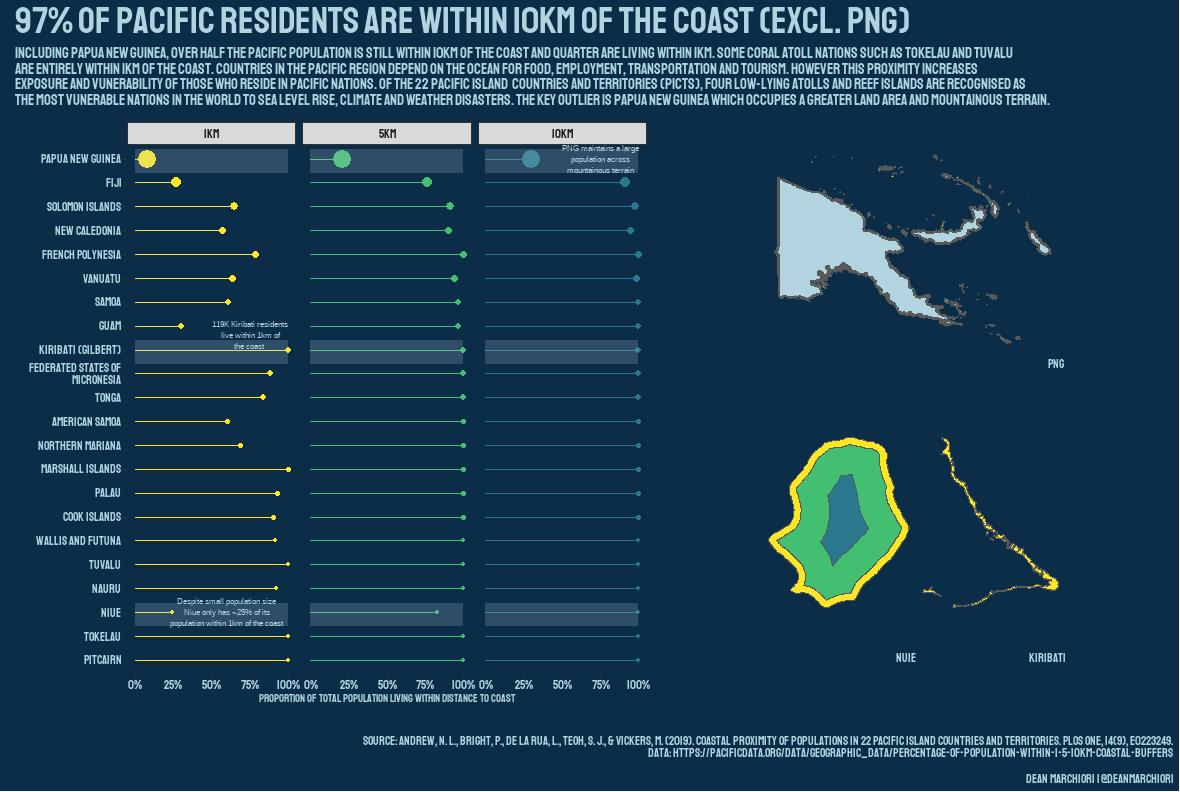 97% OF PACIFIC RESIDENTS ARE WITHIN 10KM OF THE COAST (EXCL. PNG)
INCLUDING PAPUA NEW GUINEA, OVER HALF THE PACIFIC POPULATION IS STILL WITHIN 10KM OF THE COAST AND QUARTER ARE LIVING WITHIN 1KM. SOME CORAL ATOLL NATIONS SUCH AS TOKELAU AND TUVALU
ARE ENTIRELY WITHIN 1KM OF THE COAST. COUNTRIES IN THE PACIFIC REGION DEPEND ON THE OCEAN FOR FOOD, EMPLOYMENT, TRANSPORTATION AND TOURISM. HOWEVER THIS PROXIMITY INCREASES
EXPOSURE AND VUNERABILITY OF THOSE WHO RESIDE IN PACIFIC NATIONS. OF THE 22 PACIFIC ISLAND COUNTRIES AND TERRITORIES (PICTS), FOUR LOW-LYING ATOLLS AND REEF ISLANDS ARE RECOGNISED AS
THE MOST VUNERABLE NATIONS IN THE WORLD TO SEA LEVEL RISE, CLIMATE AND WEATHER DISASTERS. THE KEY OUTLIER IS PAPUA NEW GUINEA WHICH OCCUPIES A GREATER LAND AREA AND MOUNTAINOUS TERRAIN.
1KM
5KM
10KM
PAPUA NEW GUINEA
PNG maintains a large
population across
mountainous terrain
FIJI
SOLOMON ISLANDS
NEW CALEDONIA
FRENCH POLYNESIA
VANUATU
SAMOA
GUAM
119K Kiribati residents
live within 1km of
the coast
KIRIBATI (GILBERT)
FEDERATED STATES OF
MICRONESIA
TONGA
AMERICAN SAMOA
NORTHERN MARIANA
MARSHALL ISLANDS
PALAU
COOK ISLANDS
WALLIS AND FUTUNA
TUVALU
NAURU
NIUE
Despite small population size
Niue only has ~25% of its
population within 1km of the coast
TOKELAU
PITCAIRN
0% 25% 50% 75% 100% 0% 25% 50% 75% 100% 0% 25% 50% 75% 100%
PROPORTION OF TOTAL POPULATION LIVING WITHIN DISTANCE TO COAST
PNG
NUIE
KIRIBATI
SOURCE: ANDREW, N. L., BRIGHT, P., DE LA RUA, L., TEOH, S. J., & VICKERS, M. (2019). COASTAL PROXIMITY OF POPULATIONS IN 22 PACIFIC ISLAND COUNTRIES AND TERRITORIES. PLOS ONE, 14(9), E0223249.
DATA: HTTPS://PACIFICDATA.ORG/DATA/GEOGRAPHIC_DATA/PERCENTAGE-OF-POPULATION-WITHIN-1-5-10KM-COASTAL-BUFFERS
DEAN MARCHIORI | @DEANMARCHIORI